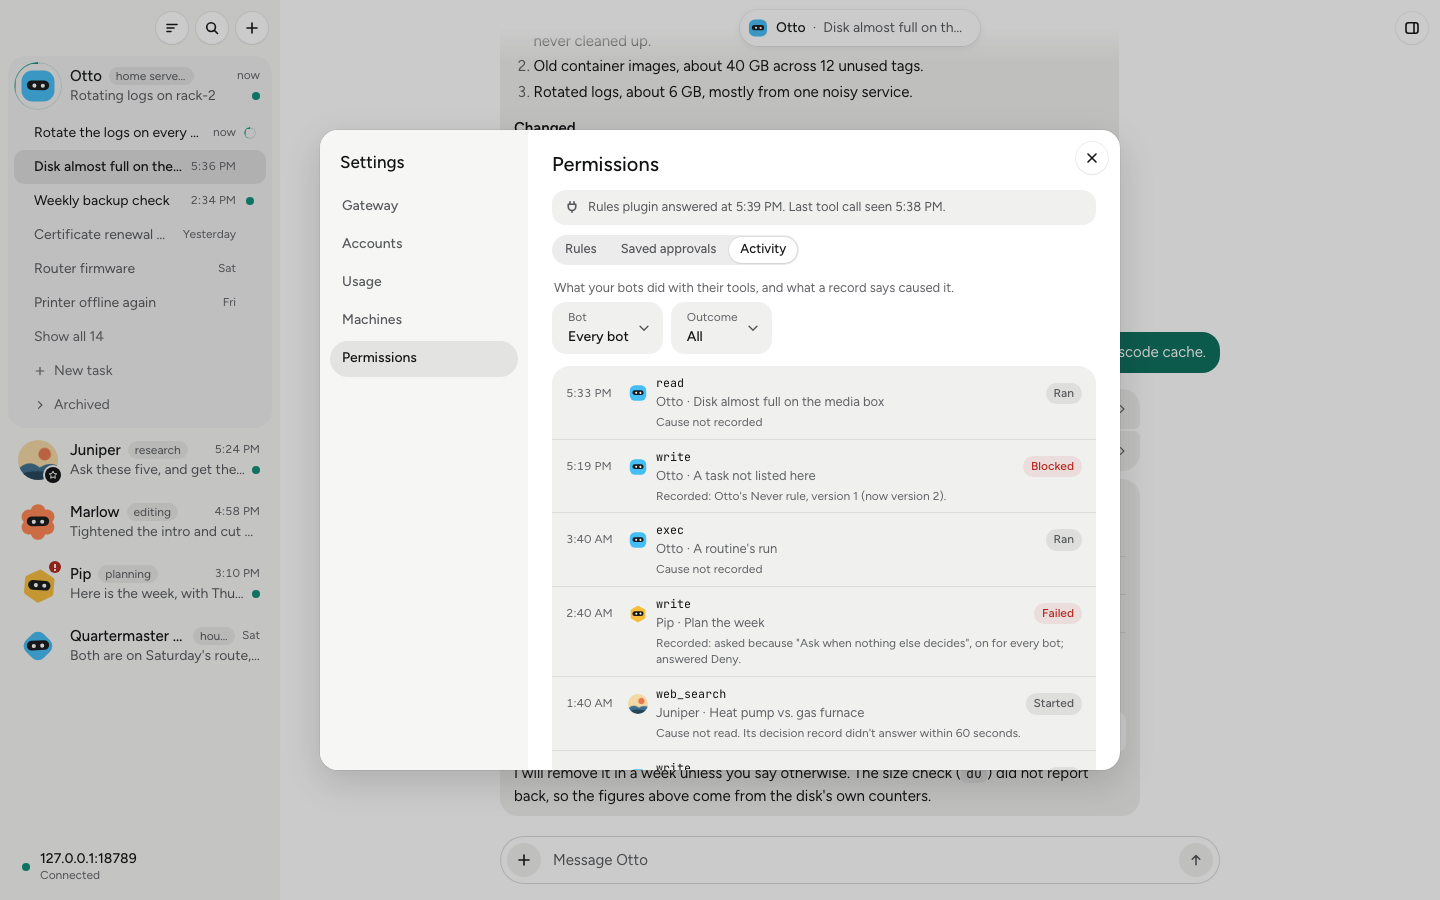 Otto home serve... now
Rotating logs on rack-2
Rotate the logs on every ... now
Disk almost full on the... 5:36 PM
Weekly backup check 2:34 PM
Certificate renewal ... Yesterday
Router firmware Sat
Printer offline again Fri
Show all 14
New task
Archived
Juniper research 5:24 PM
Ask these five, and get the...
Marlow editing 4:58 PM
Tightened the intro and cut ...
Pip planning 3:10 PM
Here is the week, with Thu...
Quartermaster ... hou... Sat
Both are on Saturday's route,...
127.0.0.1:18789
Connected
Otto · Disk almost full on th...
never cleaned up.
2. Old container images, about 40 GB across 12 unused tags.
3. Rotated logs, about 6 GB, mostly from one noisy service.
Changed
scode cache.
Settings
Gateway
Accounts
Usage
Machines
Permissions
Permissions
Rules plugin answered at 5:39 PM. Last tool call seen 5:38 PM.
Rules Saved approvals Activity
What your bots did with their tools, and what a record says caused it.
Bot
Every bot
Outcome
All
5:33 PM read Ran
Otto · Disk almost full on the media box
Cause not recorded
5:19 PM write Blocked
Otto · A task not listed here
Recorded: Otto's Never rule, version 1 (now version 2).
3:40 AM exec Ran
Otto · A routine's run
Cause not recorded
2:40 AM write Failed
Pip · Plan the week
Recorded: asked because "Ask when nothing else decides", on for every bot;
answered Deny.
1:40 AM web_search Started
Juniper · Heat pump vs. gas furnace
Cause not read. Its decision record didn't answer within 60 seconds.
write
I will remove it in a week unless you say otherwise. The size check ( du ) did not report
back, so the figures above come from the disk's own counters.
Message Otto